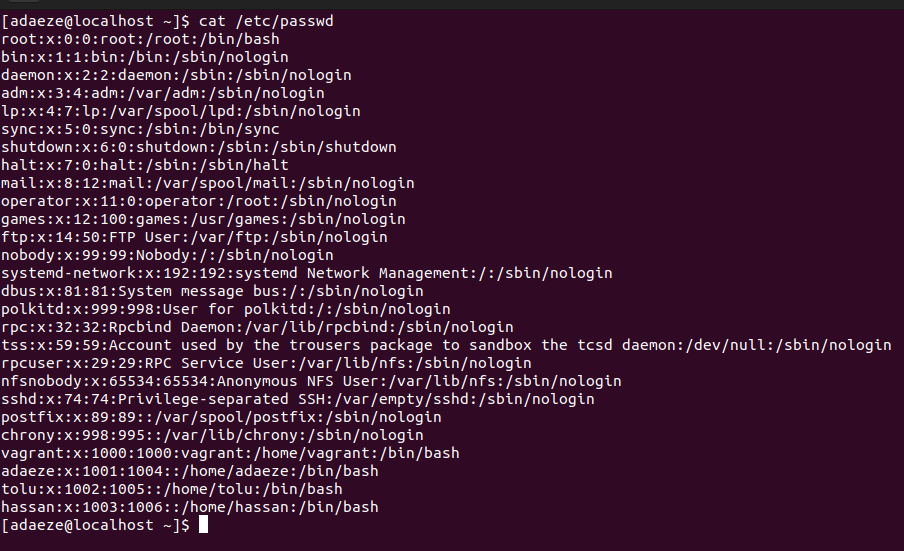 [adaeze@localhost ~]$ cat /etc/passwd
root:x:0:0:root:/root:/bin/bash
bin:x:1:1:bin:/bin:/sbin/nologin
daemon:x:2:2:daemon:/sbin:/sbin/nologin
adm:x:3:4:adm:/var/adm:/sbin/nologin
lp:x:4:7:lp:/var/spool/lpd:/sbin/nologin
sync:x:5:0:sync:/sbin:/bin/sync
shutdown:x:6:0:shutdown:/sbin:/sbin/shutdown
halt:x:7:0:halt:/sbin:/sbin/halt
mail:x:8:12:mail:/var/spool/mail:/sbin/nologin
operator:x:11:0:operator:/root:/sbin/nologin
games:x:12:100:games:/usr/games:/sbin/nologin
ftp:x:14:50:FTP User:/var/ftp:/sbin/nologin
nobody:x:99:99:Nobody:/:/sbin/nologin
systemd-network:x:192:192:systemd Network Management:/:/sbin/nologin
dbus:x:81:81:System message bus:/:/sbin/nologin
polkitd:x:999:998:User for polkitd:/:/sbin/nologin
rpc:x:32:32:Rpcbind Daemon:/var/lib/rpcbind:/sbin/nologin
tss:x:59:59:Account used by the trousers package to sandbox the tcsd daemon:/dev/null:/sbin/nologin
rpcuser:x:29:29:RPC Service User:/var/lib/nfs:/sbin/nologin
nfsnobody:x:65534:65534:Anonymous NFS User:/var/lib/nfs:/sbin/nologin
sshd:x:74:74:Privilege-separated SSH:/var/empty/sshd:/sbin/nologin
postfix:x:89:89::/var/spool/postfix:/sbin/nologin
chrony:x:998:995::/var/lib/chrony:/sbin/nologin
vagrant:x:1000:1000:vagrant:/home/vagrant:/bin/bash
adaeze:x:1001:1004::/home/adaeze:/bin/bash
tolu:x:1002:1005::/home/tolu:/bin/bash
hassan:x:1003:1006::/home/hassan:/bin/bash
[adaeze@localhost ~]$